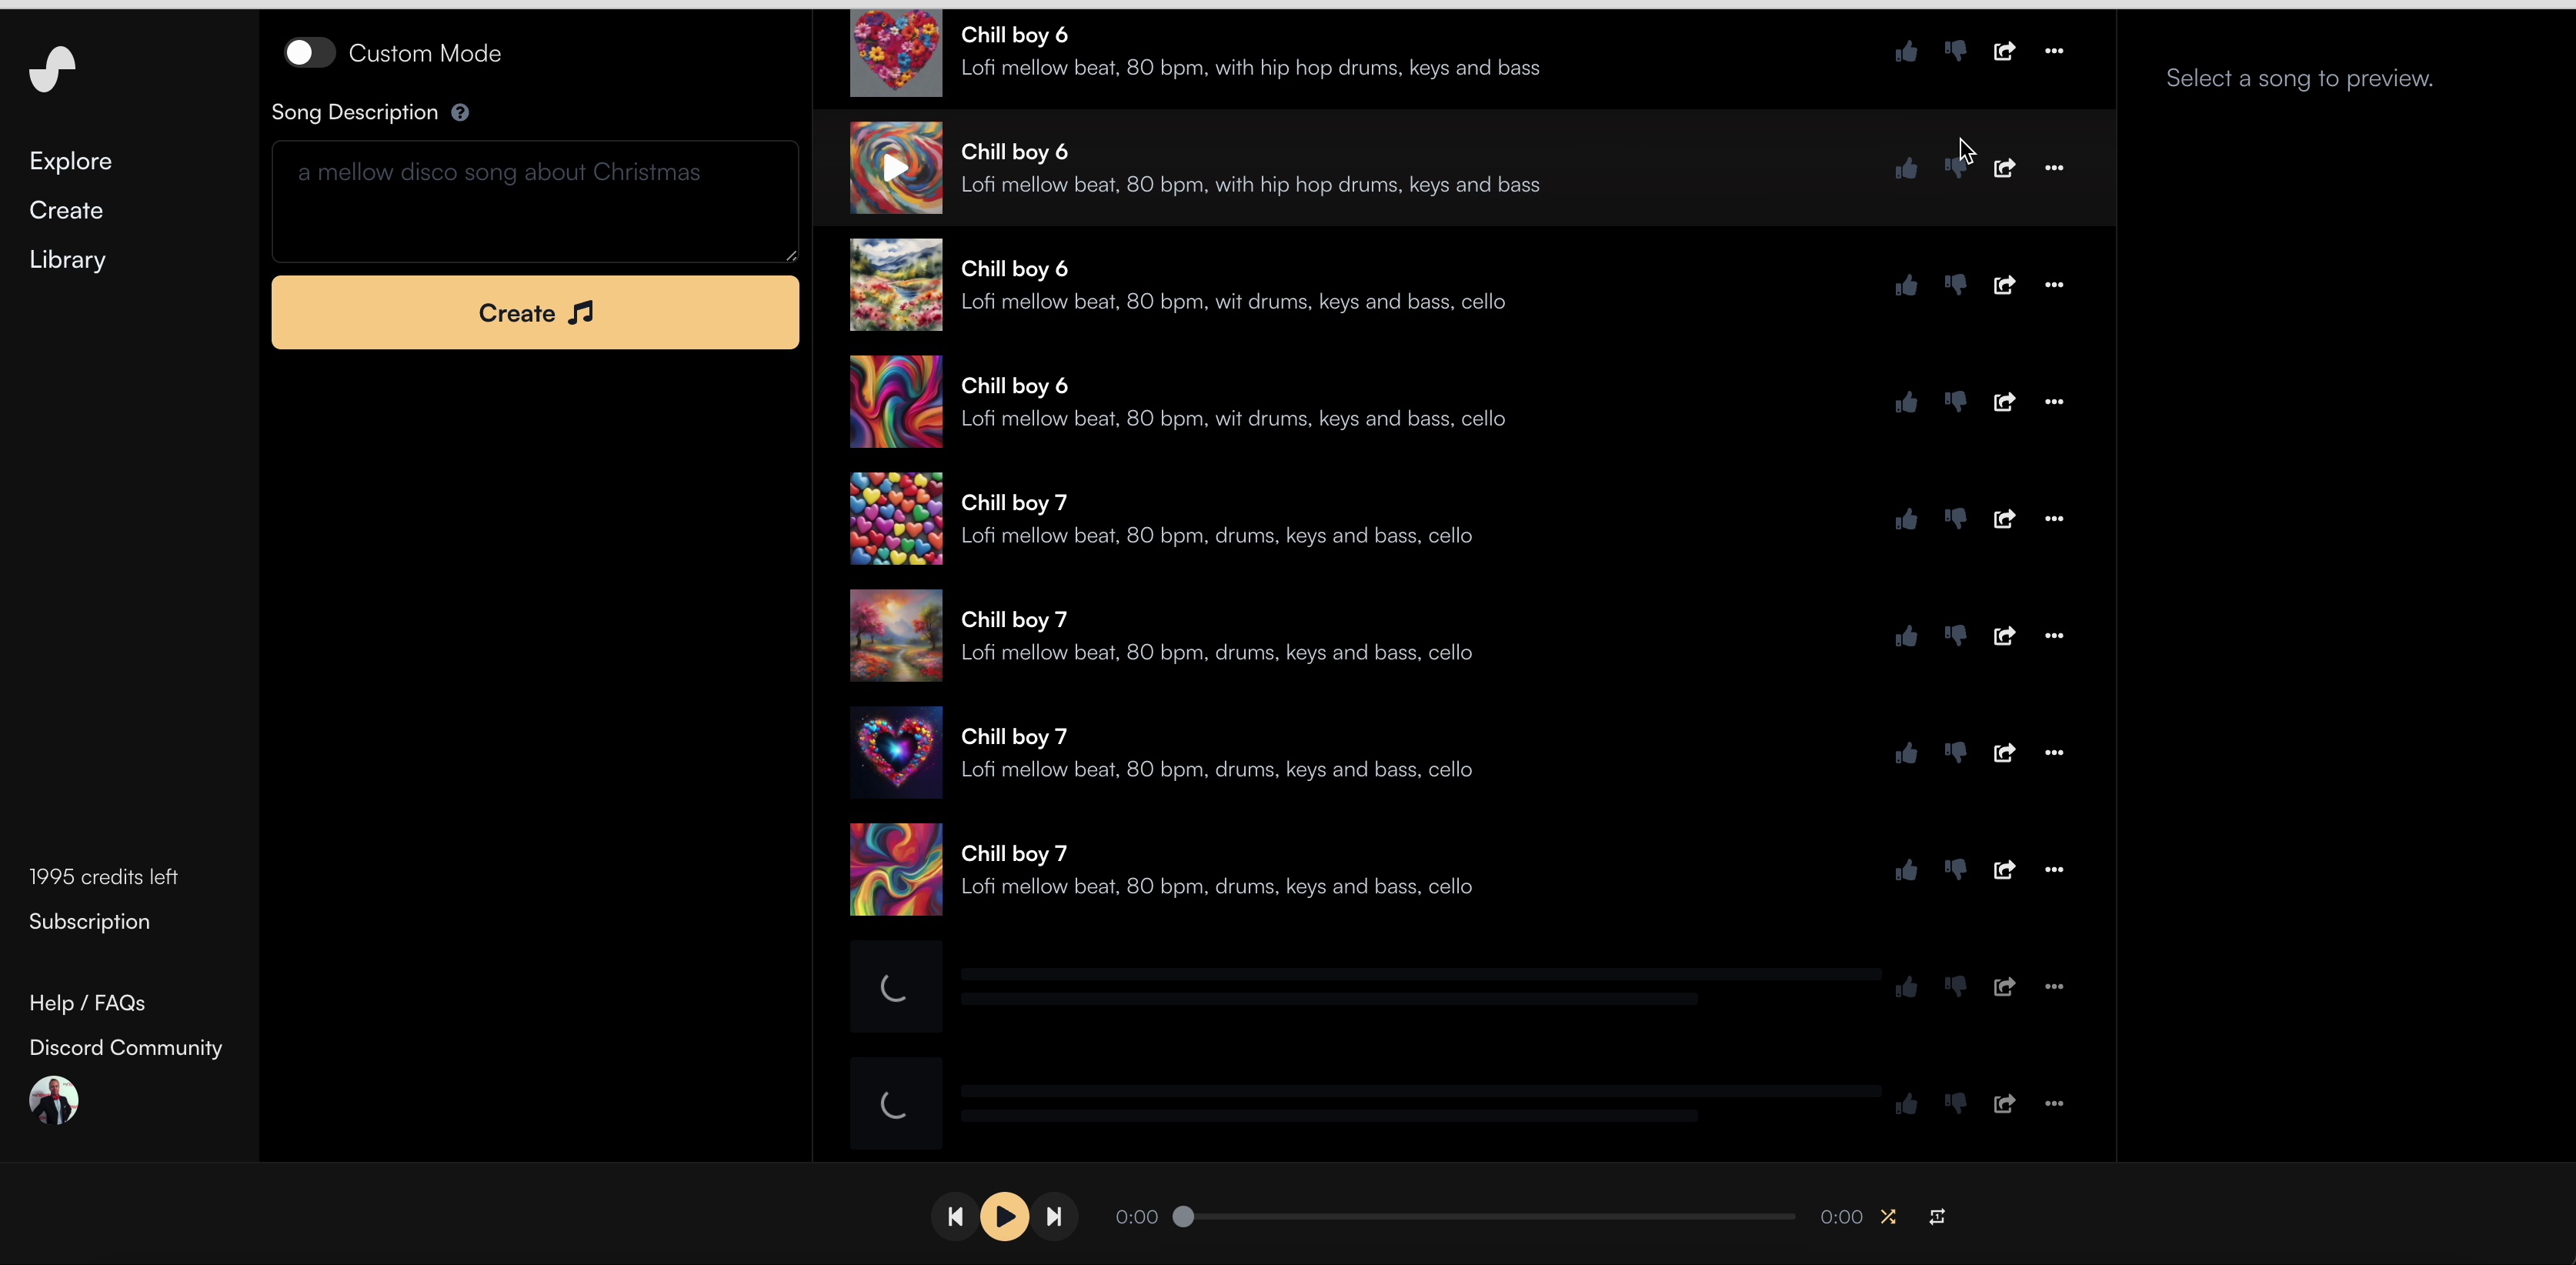 Explore
Create
Library
1995 credits left
Subscription
Help / FAQs
Discord Community
Custom Mode
Song Description ?
a mellow disco song about Christmas
Create
Chill boy 6
Lofi mellow beat, 80 bpm, with hip hop drums, keys and bass
Chill boy 6
Lofi mellow beat, 80 bpm, with hip hop drums, keys and bass
Chill boy 6
Lofi mellow beat, 80 bpm, wit drums, keys and bass, cello
Chill boy 6
Lofi mellow beat, 80 bpm, wit drums, keys and bass, cello
Chill boy 7
Lofi mellow beat, 80 bpm, drums, keys and bass, cello
Chill boy 7
Lofi mellow beat, 80 bpm, drums, keys and bass, cello
Chill boy 7
Lofi mellow beat, 80 bpm, drums, keys and bass, cello
Chill boy 7
Lofi mellow beat, 80 bpm, drums, keys and bass, cello
Select a song to preview.
0:00
0:00